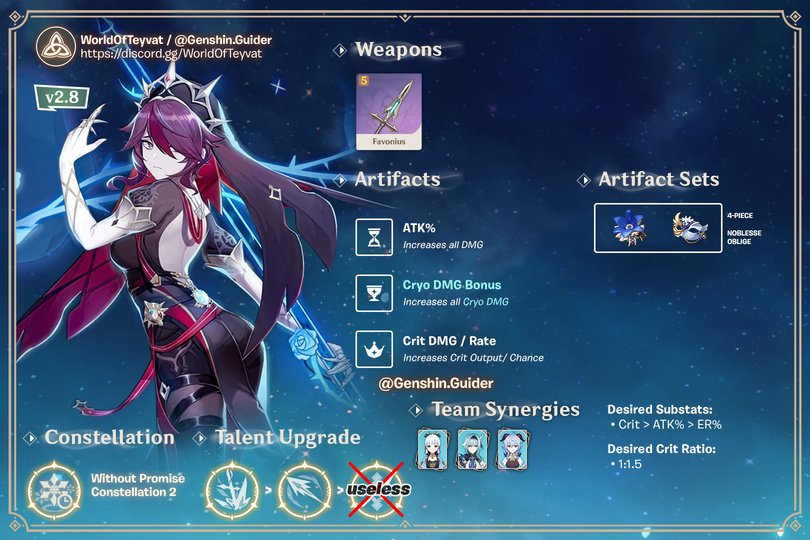 WorldOfTeyvat / @Genshin.Guider
https://discord.gg/WorldOfTeyvat
v2.8
Weapons
5
Favonius
Artifacts
ATK%
Increases all DMG
Cryo DMG Bonus
Increases all Cryo DMG
Crit DMG / Rate
Increases Crit Output/ Chance
@Genshin.Guider
Artifact Sets
4-PIECE
NOBLESSE
OBLIGE
Constellation
Without Promise
Constellation 2
Talent Upgrade
>
>
useless
Team Synergies
Desired Substats:
• Crit > ATK% > ER%
Desired Crit Ratio:
• 1:1.5